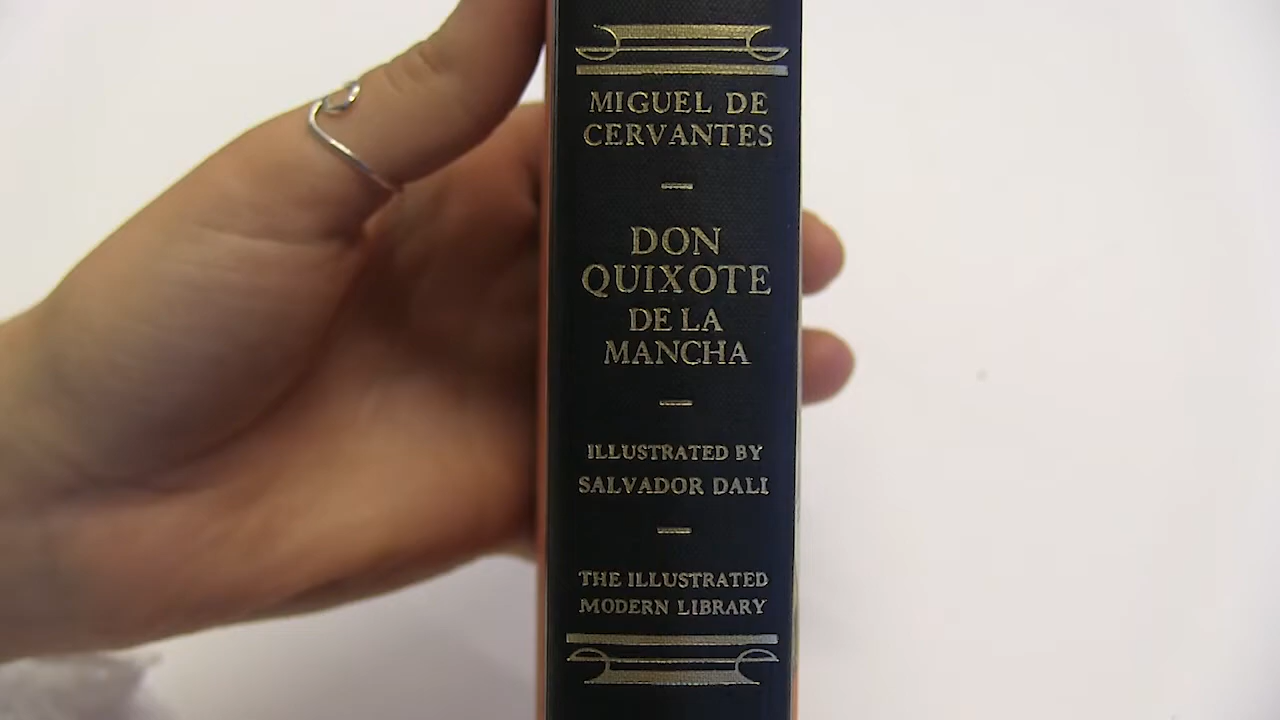 MIGUEL DE
CERVANTES
DON
QUIXOTE
DE LA
MANCHA
ILLUSTRATED BY
SALVADOR DALI
THE ILLUSTRATED
MODERN LIBRARY